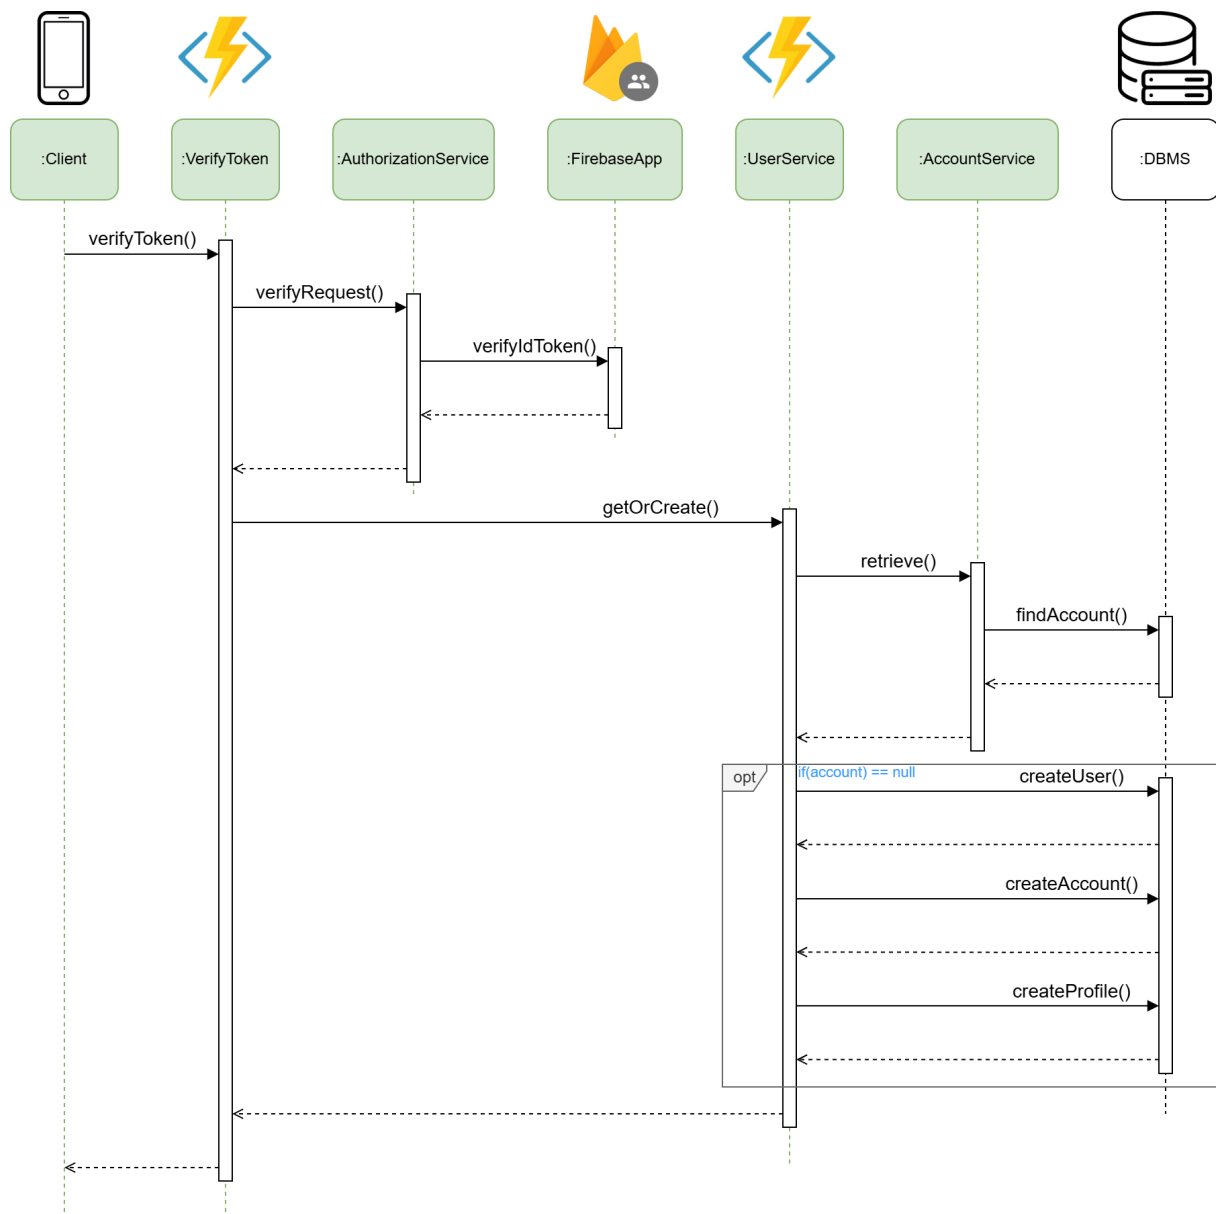 :Client
:VerifyToken
:AuthorizationService
:FirebaseApp
:UserService
:AccountService
:DBMS
verifyToken()
verifyRequest()
verifyIdToken()
getOrCreate()
retrieve()
findAccount()
opt
if(account) == null
createUser()
createAccount()
createProfile()